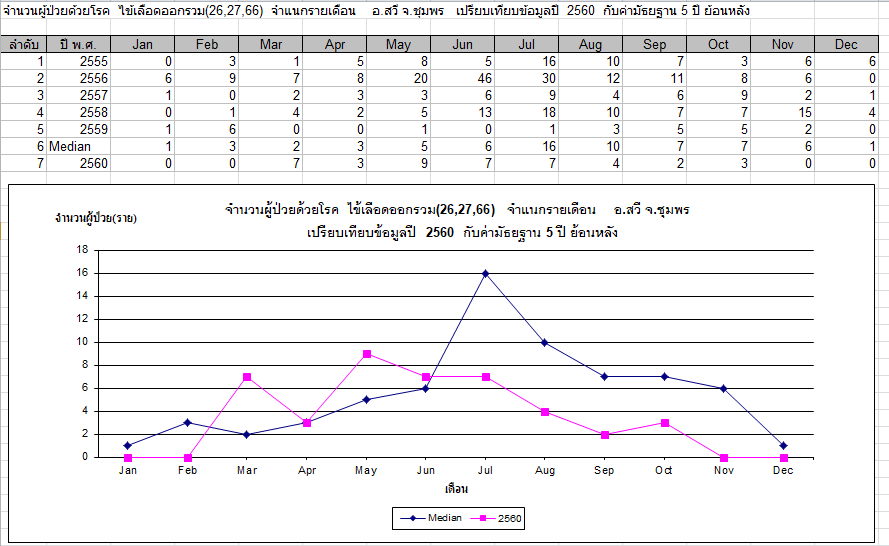 จำนวนผู้ป่วยด้วยโรค ไข้เลือดออกรวม(26,27,66) จำแนกรายเดือน อ.สวี จ.ชุมพร เปรียบเทียบข้อมูลปี 2560 กับค่ามัธยฐาน 5 ปี ย้อนหลัง
ลำดับ ปี พ.ศ. Jan Feb Mar Apr May Jun Jul Aug Sep Oct Nov Dec
1 2555 0 3 1 5 8 5 16 10 7 3 6 6
2 2556 6 9 7 8 20 46 30 12 11 8 6 0
3 2557 1 0 2 3 3 6 9 4 6 9 2 1
4 2558 0 1 4 2 5 13 18 10 7 7 15 4
5 2559 1 6 0 0 1 0 1 3 5 5 2 0
6 Median 1 3 2 3 5 6 16 10 7 7 6 1
7 2560 0 0 7 3 9 7 7 4 2 3 0 0
จำนวนผู้ป่วยด้วยโรค ไข้เลือดออกรวม(26,27,66) จำแนกรายเดือน อ.สวี จ.ชุมพร
จำนวนผู้ป่วย(ราย)
เปรียบเทียบข้อมูลปี 2560 กับค่ามัธยฐาน 5 ปี ย้อนหลัง
18
16
14
12
10
8
6
4
2
0
Jan Feb Mar Apr May Jun Jul Aug Sep Oct Nov Dec
เดือน
Median 2560